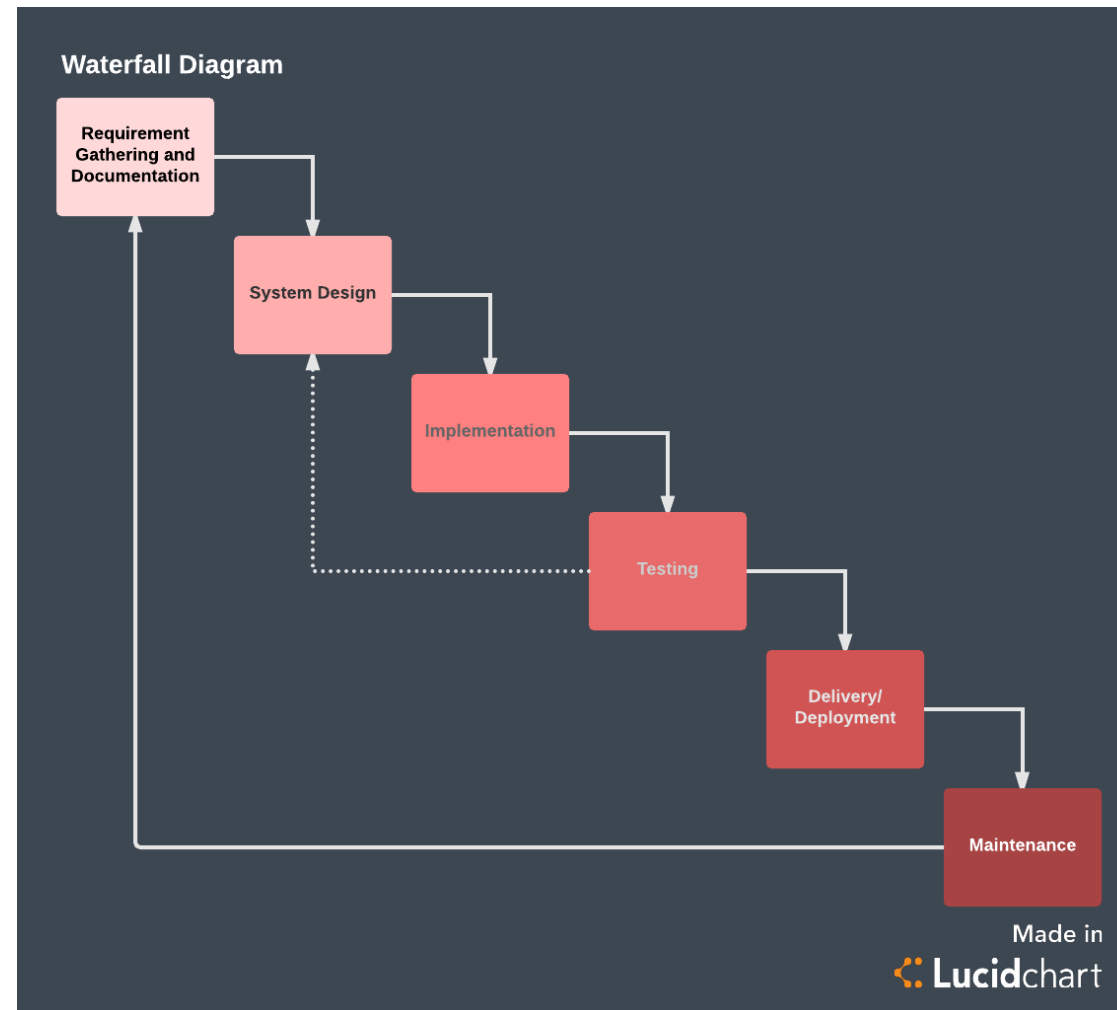 Waterfall Diagram
Requirement
Gathering and
Documentation
System Design
Implementation
Testing
Delivery/
Deployment
Maintenance
Made in
Lucidchart